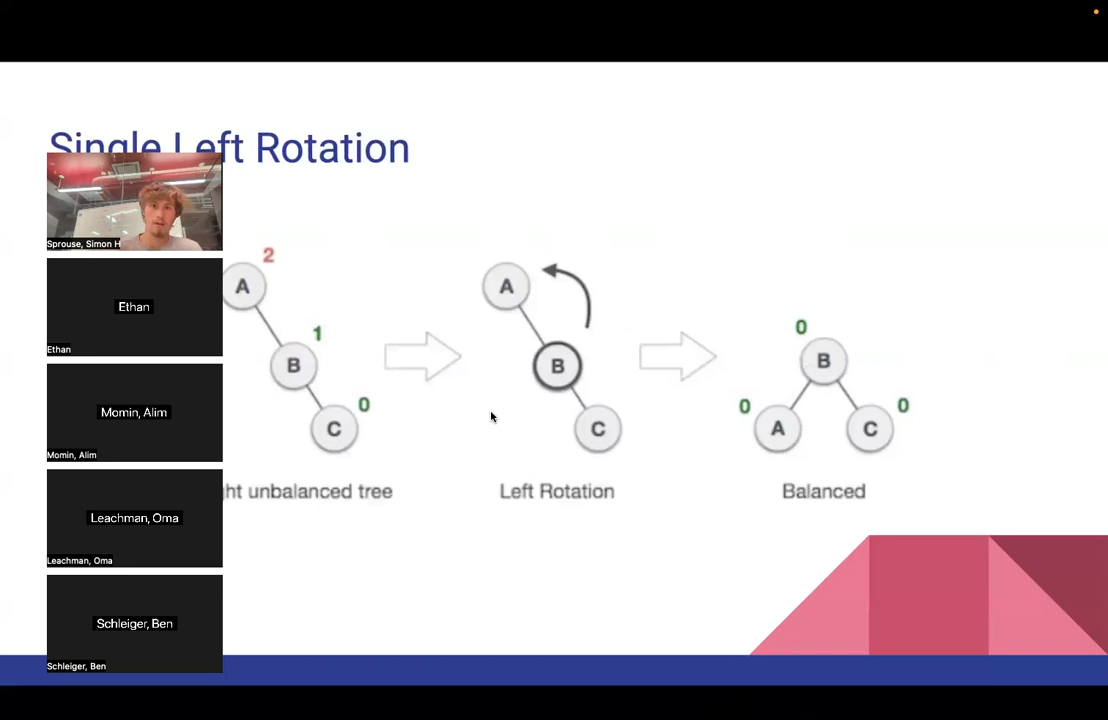 Single Left Rotation
Sprouse, Simon H
Ethan
Ethan
Momin, Alim
Momin, Alim
Leachman, Oma
Leachman, Oma
Schleiger, Ben
Schleiger, Ben
A 2
B 1
C 0
ght unbalanced tree
A
B
C
Left Rotation
0
B
0 A
C 0
Balanced